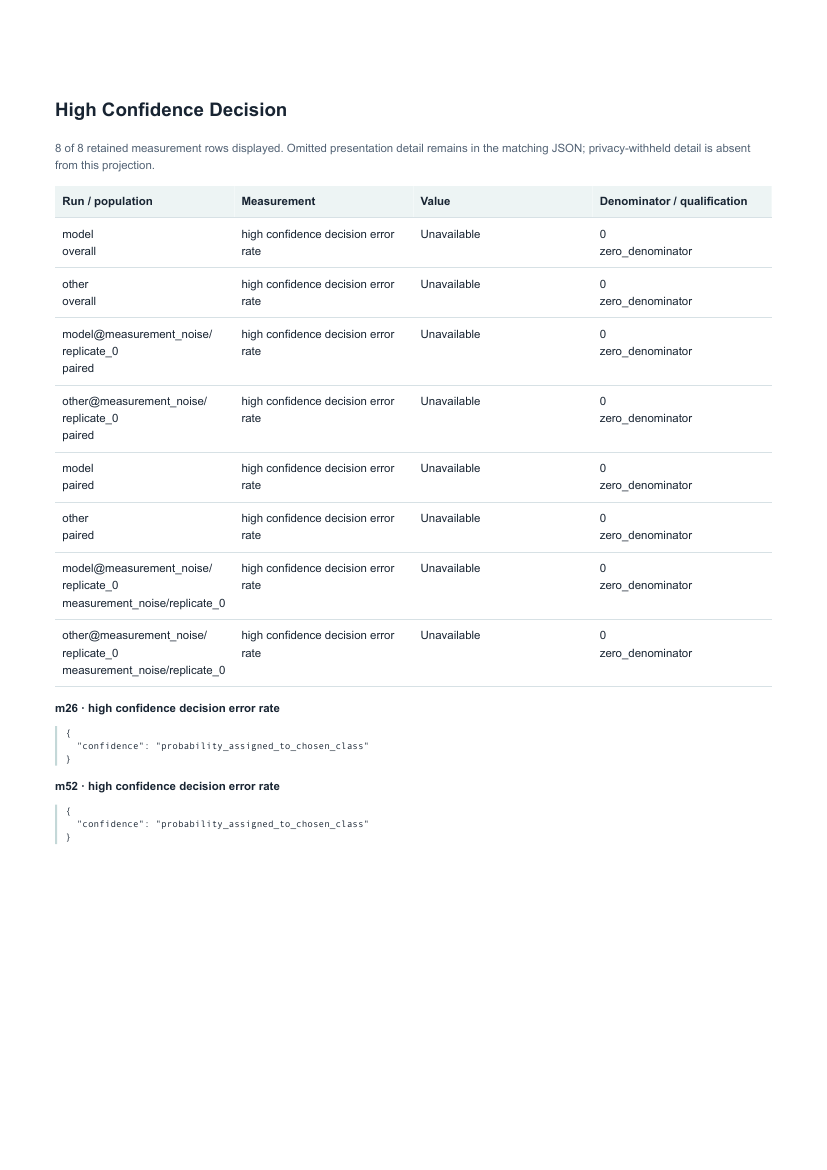 High Confidence Decision
8 of 8 retained measurement rows displayed. Omitted presentation detail remains in the matching JSON; privacy-withheld detail is absent
from this projection.
Run / population Measurement Value Denominator / qualification
model high confidence decision error Unavailable 0
overall rate zero_denominator
other high confidence decision error Unavailable 0
overall rate zero_denominator
model@measurement_noise/ high confidence decision error Unavailable 0
replicate_0 rate zero_denominator
paired
other@measurement_noise/ high confidence decision error Unavailable 0
replicate_0 rate zero_denominator
paired
model high confidence decision error Unavailable 0
paired rate zero_denominator
other high confidence decision error Unavailable 0
paired rate zero_denominator
model@measurement_noise/ high confidence decision error Unavailable 0
replicate_0 rate zero_denominator
measurement_noise/replicate_0
other@measurement_noise/ high confidence decision error Unavailable 0
replicate_0 rate zero_denominator
measurement_noise/replicate_0
m26 · high confidence decision error rate
{
"confidence": "probability_assigned_to_chosen_class"
}
m52 · high confidence decision error rate
{
"confidence": "probability_assigned_to_chosen_class"
}